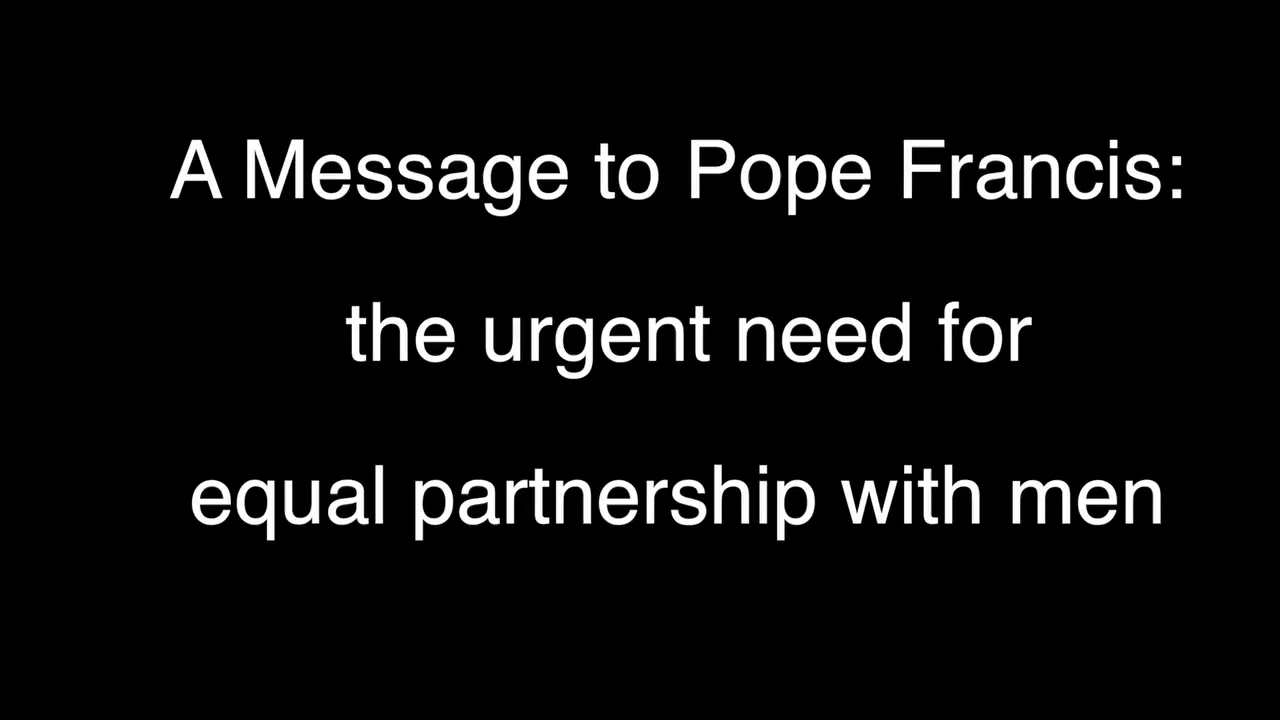 A Message to Pope Francis:
the urgent need for
equal partnership with men